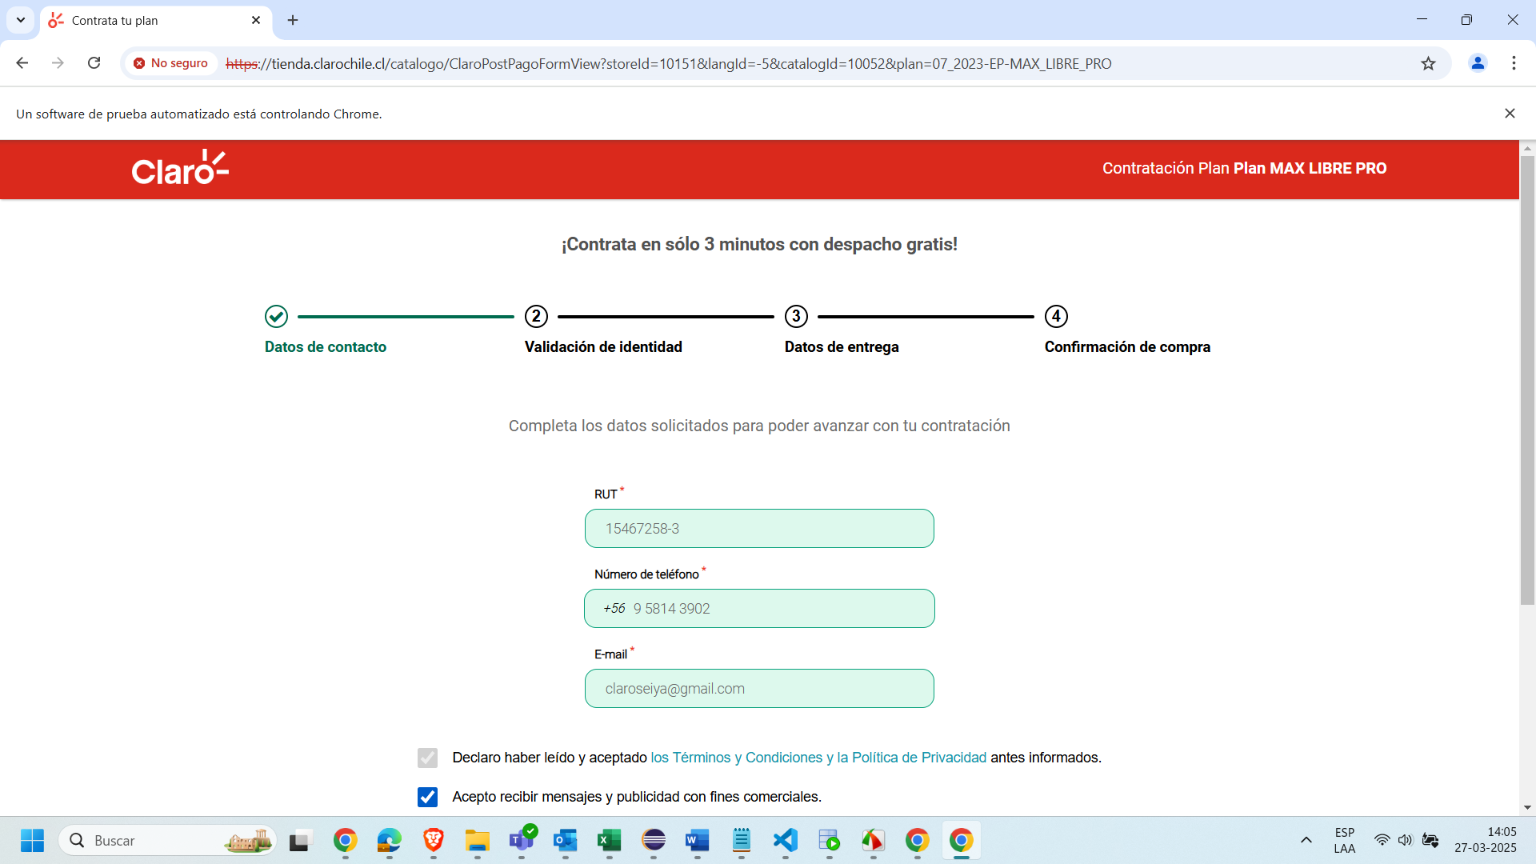 Contrata tu plan
No seguro
https://tienda.clarochile.cl/catalogo/ClaroPostPagoFormView?storeId=10151&langId=-5&catalogId=10052&plan=07_2023-EP-MAX_LIBRE_PRO
Un software de prueba automatizado está controlando Chrome.
Claro
Contratación Plan Plan MAX LIBRE PRO
¡Contrata en sólo 3 minutos con despacho gratis!
2 3 4
Datos de contacto Validación de identidad Datos de entrega Confirmación de compra
Completa los datos solicitados para poder avanzar con tu contratación
RUT *
15467258-3
Número de teléfono *
+56 9 5814 3902
E-mail *
claroseiya@gmail.com
Declaro haber leído y aceptado los Términos y Condiciones y la Política de Privacidad antes informados.
Acepto recibir mensajes y publicidad con fines comerciales.
Buscar
ESP
LAA
14:05
27-03-2025